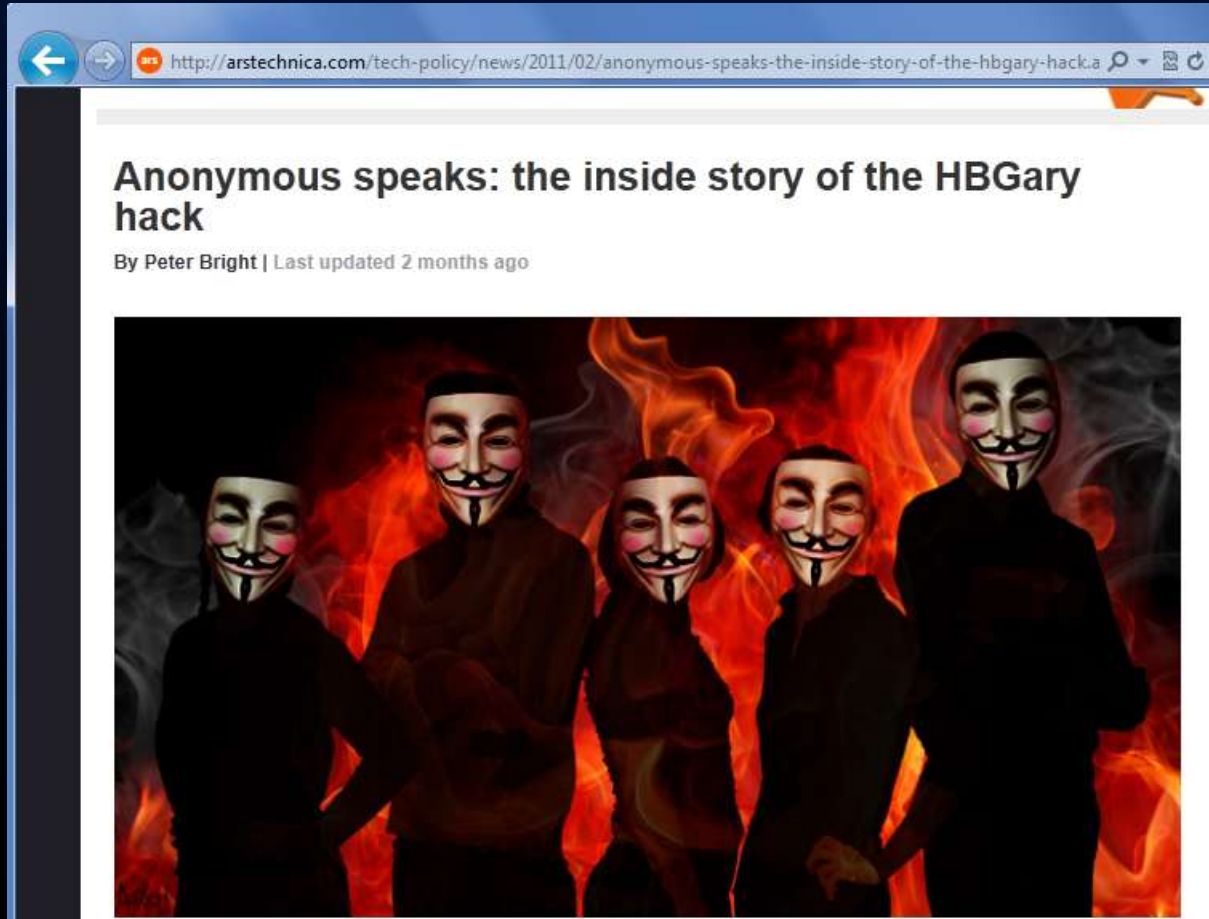 ars
http://arstechnica.com/tech-policy/news/2011/02/anonymous-speaks-the-inside-story-of-the-hbgary-hack.a
Anonymous speaks: the inside story of the HBGary
hack
By Peter Bright | Last updated 2 months ago